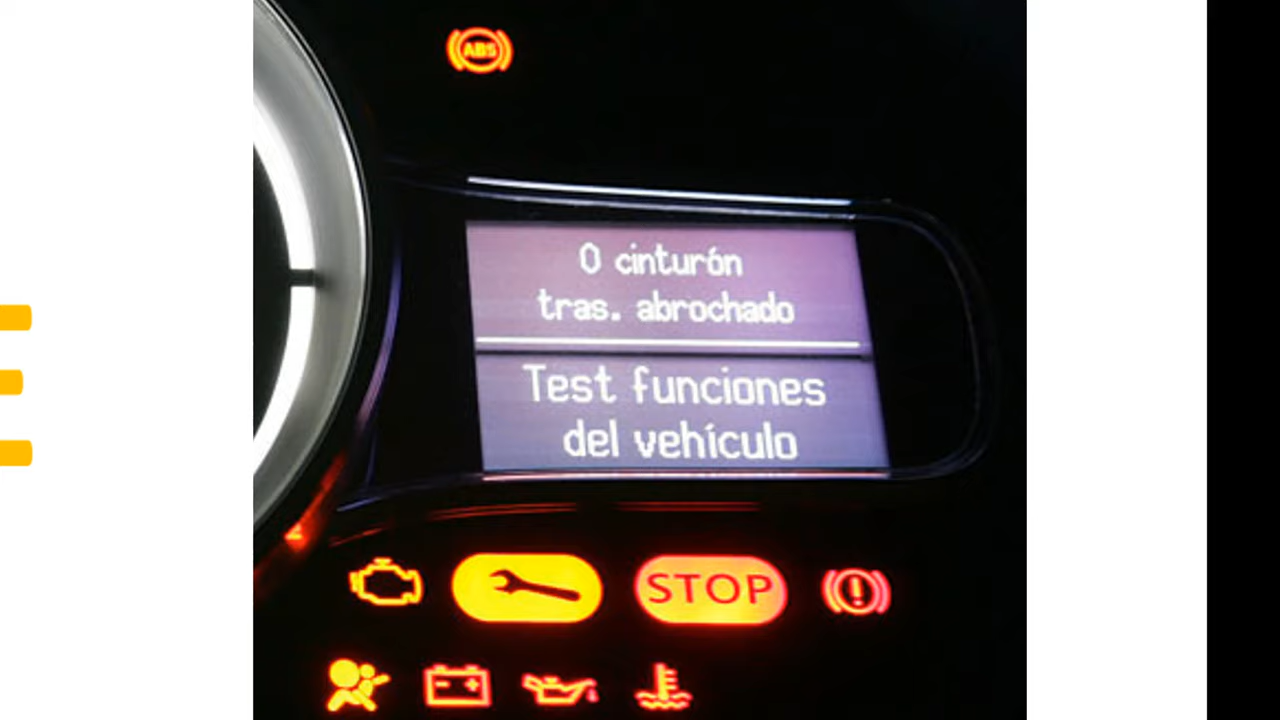 ABS
0 cinturón
tras. abrochado
Test funciones
del vehículo
STOP